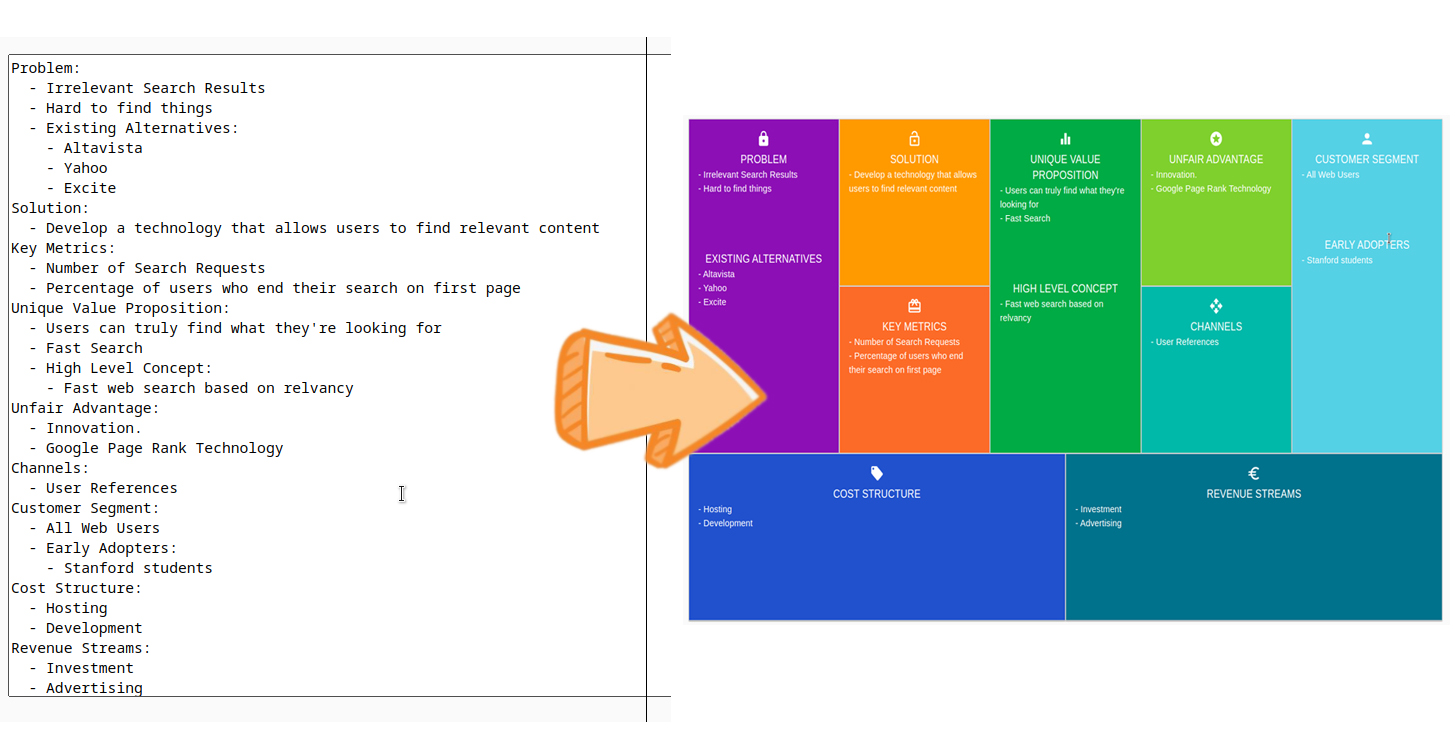 Problem:
- Irrelevant Search Results
- Hard to find things
- Existing Alternatives:
- Altavista
- Yahoo
- Excite
Solution:
- Develop a technology that allows users to find relevant content
Key Metrics:
- Number of Search Requests
- Percentage of users who end their search on first page
Unique Value Proposition:
- Users can truly find what they're looking for
- Fast Search
- High Level Concept:
- Fast web search based on relvancy
Unfair Advantage:
- Innovation.
- Google Page Rank Technology
Channels:
- User References
Customer Segment:
- All Web Users
- Early Adopters:
- Stanford students
Cost Structure:
- Hosting
- Development
Revenue Streams:
- Investment
- Advertising
PROBLEM
- Irrelevant Search Results
- Hard to find things
EXISTING ALTERNATIVES
- Altavista
- Yahoo
- Excite
SOLUTION
- Develop a technology that allows
users to find relevant content
KEY METRICS
- Number of Search Requests
- Percentage of users who end
their search on first page
UNIQUE VALUE
PROPOSITION
- Users can truly find what they're
looking for
- Fast Search
HIGH LEVEL CONCEPT
- Fast web search based on
relvancy
UNFAIR ADVANTAGE
- Innovation.
- Google Page Rank Technology
CHANNELS
- User References
CUSTOMER SEGMENT
- All Web Users
EARLY ADOPTERS
- Stanford students
COST STRUCTURE
- Hosting
- Development
REVENUE STREAMS
- Investment
- Advertising